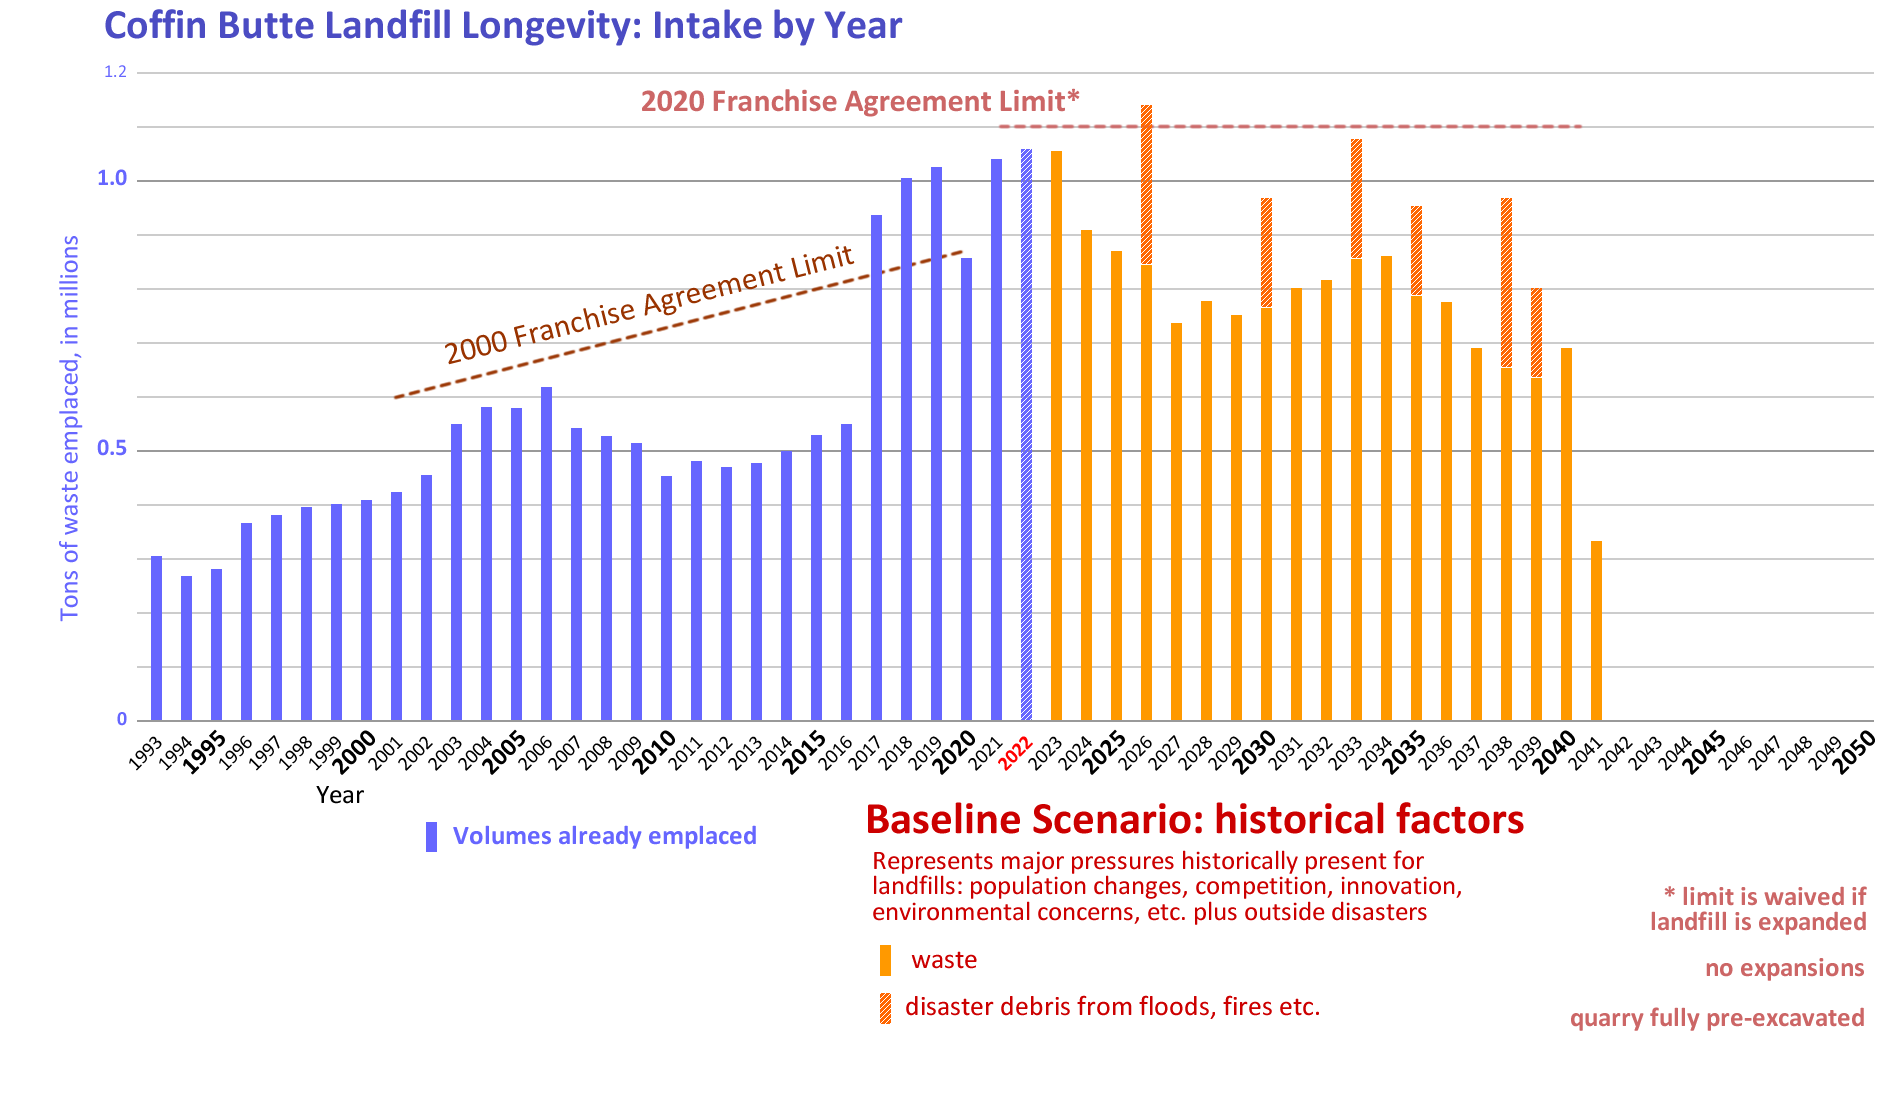 Coffin Butte Landfill Longevity: Intake by Year
1.2
2020 Franchise Agreement Limit*
1.0
2000 Franchise Agreement Limit
Tons of waste emplaced, in millions
0.5
0
1993 1994 1995 1996 1997 1998 1999 2000 2001 2002 2003 2004 2005 2006 2007 2008 2009 2010 2011 2012 2013 2014 2015 2016 2017 2018 2019 2020 2021 2022 2023 2024 2025 2026 2027 2028 2029 2030 2031 2032 2033 2034 2035 2036 2037 2038 2039 2040 2041 2042 2043 2044 2045 2046 2047 2048 2049 2050
Year
Volumes already emplaced
Baseline Scenario: historical factors
Represents major pressures historically present for
landfills: population changes, competition, innovation,
environmental concerns, etc. plus outside disasters
waste
disaster debris from floods, fires etc.
* limit is waived if
landfill is expanded
no expansions
quarry fully pre-excavated